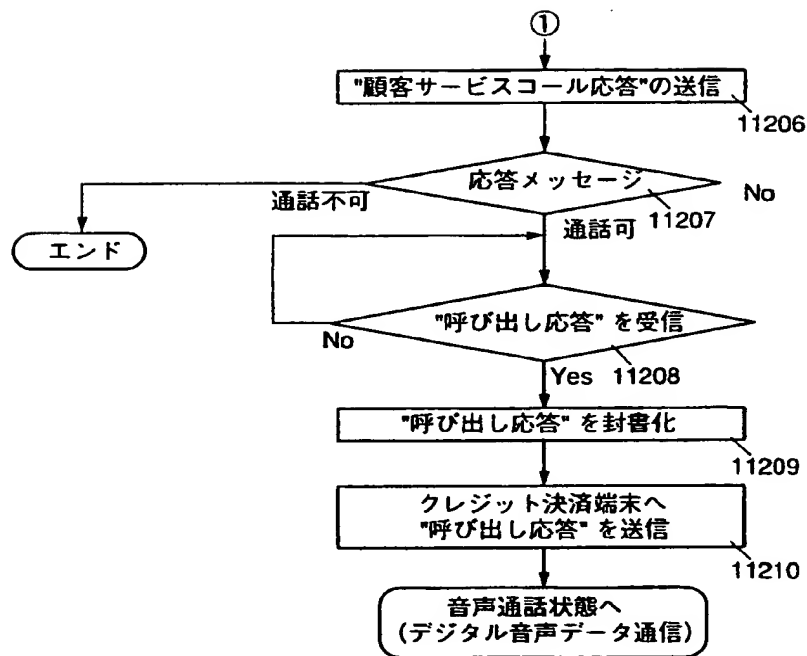 ①
"顧客サービスコール応答"の送信
11206
応答メッセージ
No
通話不可
11207
通話可
エンド
"呼び出し応答" を受信
No
Yes 11208
"呼び出し応答" を封書化
11209
クレジット決済端末へ
"呼び出し応答" を送信
11210
音声通話状態へ
(デジタル音声データ通信)